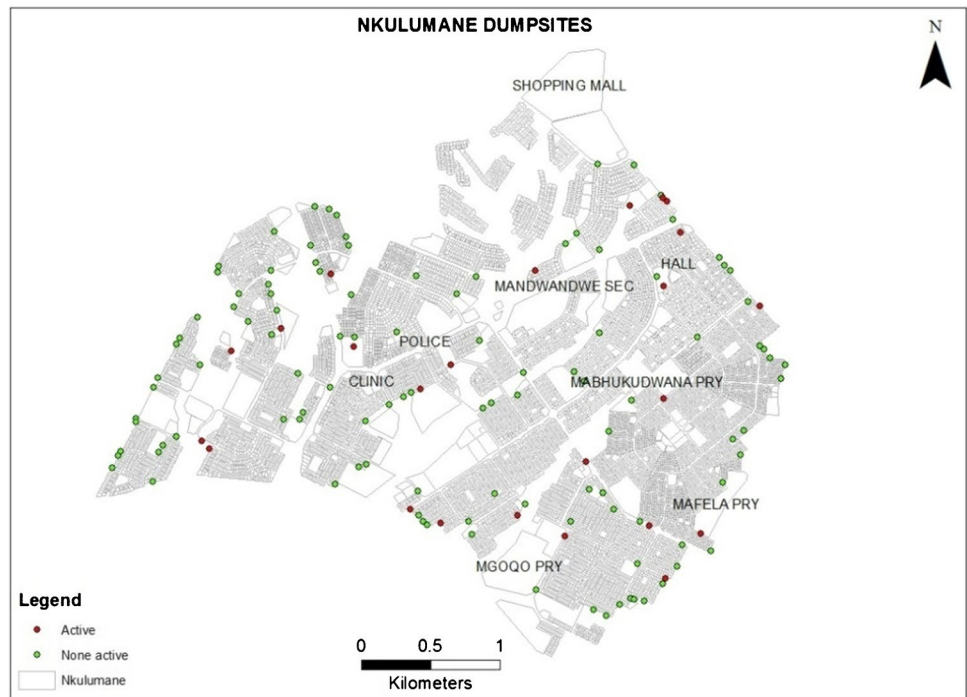 NKULUMANE DUMPSITES
N
SHOPPING MALL
HALL
MANDWANDWE SEC
POLICE
CLINIC
MABHUKUDWANA PRY
MAFELA PRY
MGOQO PRY
Legend
Active
None active
Nkulumane
0 0.5 1
Kilometers